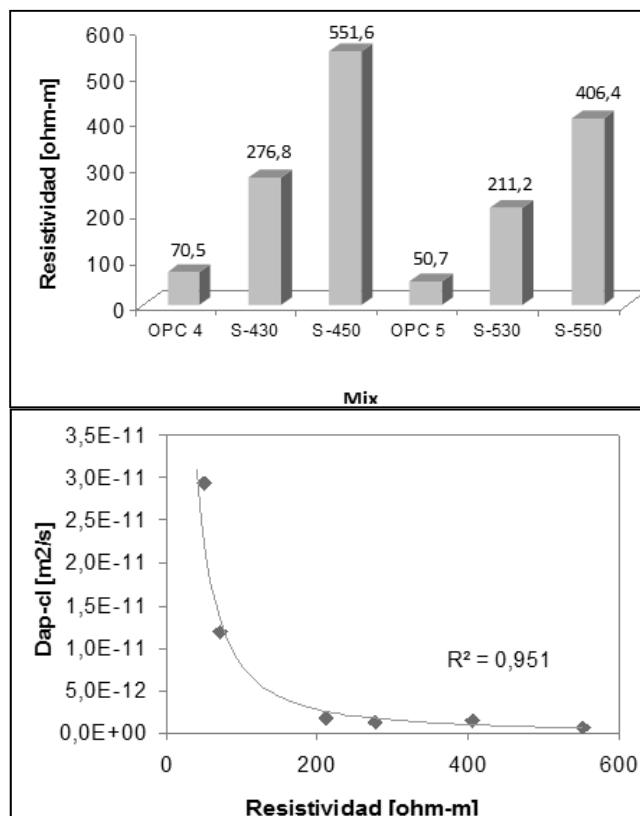 600
500
400
300
200
100
0
Resistividad [ohm-m]
70,5
276,8
551,6
50,7
211,2
406,4
OPC 4 S-430 S-450 OPC 5 S-530 S-550
Mix
3,5E-11
3,0E-11
2,5E-11
2,0E-11
1,5E-11
1,0E-11
5,0E-12
0,0E+00
Dap-cl [m2/s]
R² = 0,951
0 200 400 600
Resistividad [ohm-m]